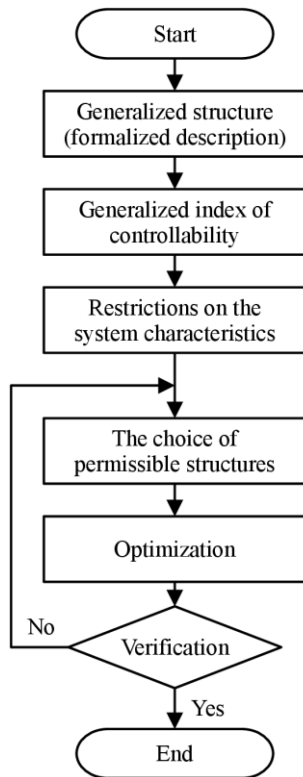 Start
Generalized structure
(formalized description)
Generalized index of
controllability
Restrictions on the
system characteristics
The choice of
permissible structures
Optimization
No
Verification
Yes
End